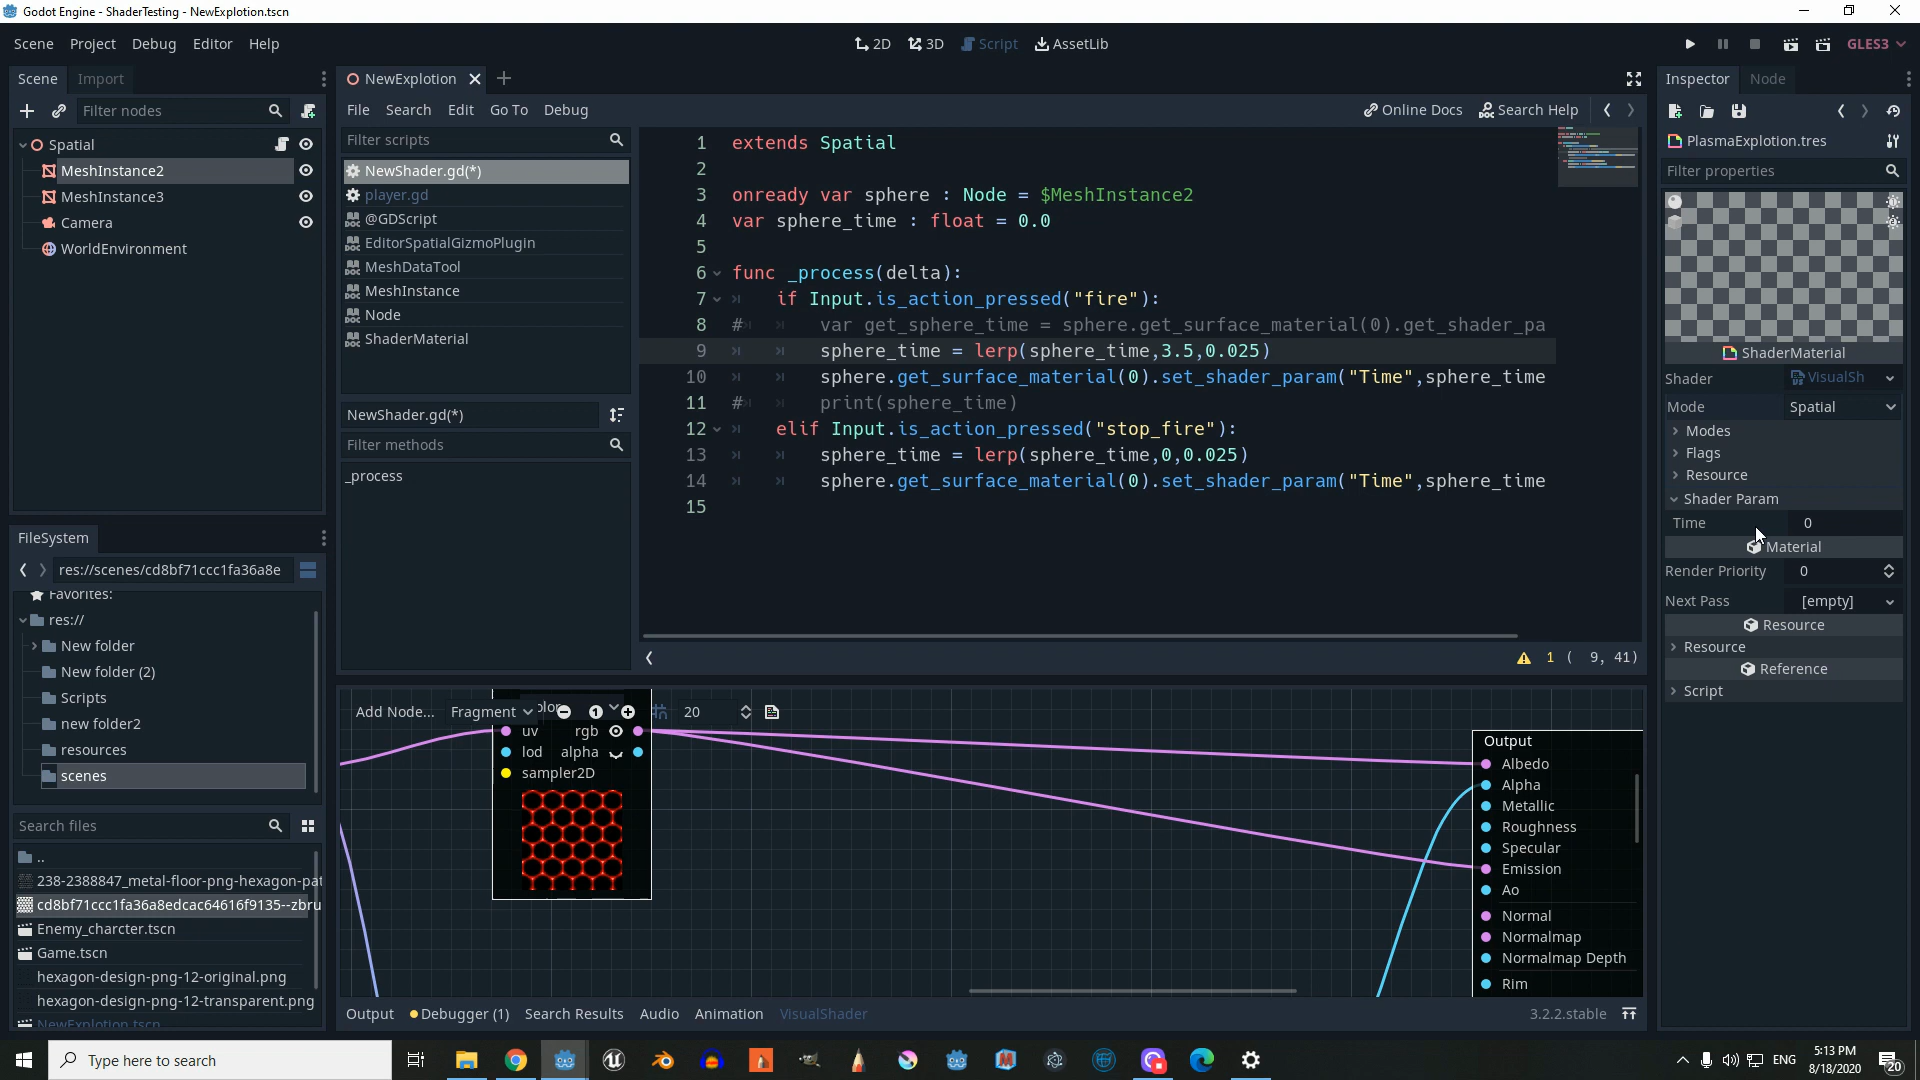 Godot Engine - ShaderTesting - NewExplotion.tscn
Scene Project Debug Editor Help
2D 3D Script AssetLib
GLES3
Scene Import
Filter nodes
Spatial
MeshInstance2
MeshInstance3
Camera
WorldEnvironment
FileSystem
res://scenes/cd8bf71ccc1fa36a8e
Favorites:
res://
New folder
New folder (2)
Scripts
new folder2
resources
scenes
Search files
..
238-2388847_metal-floor-png-hexagon-pat
cd8bf71ccc1fa36a8edcac64616f9135--zbru
Enemy_charcter.tscn
Game.tscn
hexagon-design-png-12-original.png
hexagon-design-png-12-transparent.png
NewExplotion.tscn
NewExplotion
File Search Edit Go To Debug
Online Docs Search Help
Filter scripts
NewShader.gd(*)
player.gd
@GDScript
EditorSpatialGizmoPlugin
MeshDataTool
MeshInstance
Node
ShaderMaterial
NewShader.gd(*)
Filter methods
_process
1 extends Spatial
2
3 onready var sphere : Node = $MeshInstance2
4 var sphere_time : float = 0.0
5
6 func _process(delta):
7 if Input.is_action_pressed("fire"):
8 # var get_sphere_time = sphere.get_surface_material(0).get_shader_pa
9 sphere_time = lerp(sphere_time,3.5,0.025)
10 sphere.get_surface_material(0).set_shader_param("Time",sphere_time
11 # print(sphere_time)
12 elif Input.is_action_pressed("stop_fire"):
13 sphere_time = lerp(sphere_time,0,0.025)
14 sphere.get_surface_material(0).set_shader_param("Time",sphere_time
15
1 ( 9, 41)
Add Node... Fragment 1 20
olor
uv rgb
lod alpha
sampler2D
Output
Albedo
Alpha
Metallic
Roughness
Specular
Emission
Ao
Normal
Normalmap
Normalmap Depth
Rim
Output Debugger (1) Search Results Audio Animation VisualShader
3.2.2.stable
Inspector Node
PlasmaExplotion.tres
Filter properties
ShaderMaterial
Shader VisualSh
Mode Spatial
Modes
Flags
Resource
Shader Param
Time 0
Material
Render Priority 0
Next Pass [empty]
Resource
Resource
Reference
Script
Type here to search
ENG
5:13 PM
8/18/2020
20